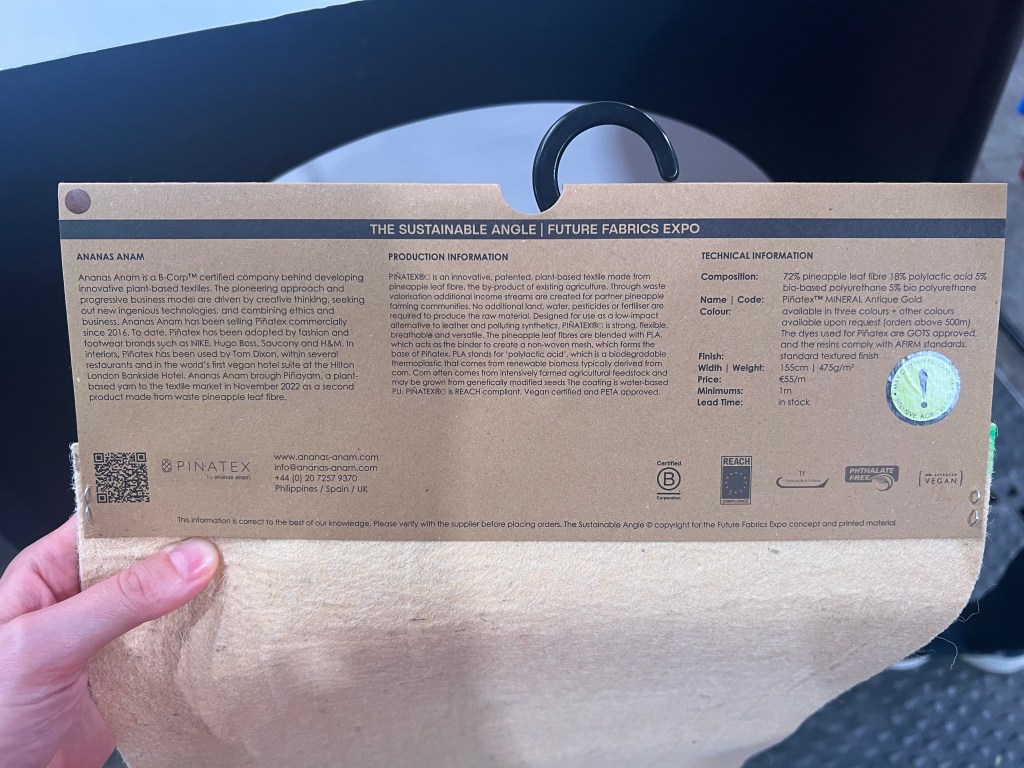 THE SUSTAINABLE ANGLE | FUTURE FABRICS EXPO
ANANAS ANAM
Ananas Anam is a B-Corp™ certified company behind developing
innovative plant-based textiles. The pioneering approach and
progressive business model are driven by creative thinking, seeking
out new ingenious technologies, and combining ethics and
business. Ananas Anam has been selling Piñatex commercially
since 2016. To date, Piñatex has been adopted by fashion and
footwear brands such as NIKE, Hugo Boss, Saucony and H&M. In
interiors, Piñatex has been used by Tom Dixon, within several
restaurants and in the world's first vegan hotel suite at the Hilton
London Bankside Hotel. Ananas Anam brough Piñayarn, a plant-
based yarn to the textile market in November 2022 as a second
product made from waste pineapple leaf fibre.
PRODUCTION INFORMATION
PIÑATEX® is an innovative, patented, plant-based textile made from
pineapple leaf fibre, the by-product of existing agriculture. Through waste
valorisation additional income streams are created for partner pineapple
farming communities. No additional land, water, pesticides or fertiliser are
required to produce the raw material. Designed for use as a low-impact
alternative to leather and polluting synthetics, PIÑATEX® is strong, flexible,
breathable and versatile. The pineapple leaf fibres are blended with PLA,
which acts as the binder to create a non-woven mesh, which forms the
base of Piñatex. PLA stands for 'polylactic acid', which is a biodegradable
thermoplastic that comes from renewable biomass typically derived from
corn. Corn often comes from intensively farmed agricultural feedstock and
may be grown from genetically modified seeds The coating is water-based
PU. PIÑATEX® is REACH compliant, Vegan certified and PETA approved.
TECHNICAL INFORMATION
Composition: 72% pineapple leaf fibre 18% polylactic acid 5%
bio-based polyurethane 5% bio polyurethane
Name | Code: Piñatex™ MINERAL Antique Gold
Colour: available in three colours + other colours
available upon request (orders above 500m)
The dyes used for Piñatex are GOTS approved,
and the resins comply with AFIRM standards.
Finish: standard textured finish
Width | Weight: 155cm | 475g/m²
Price: €55/m
Minimums: 1m
Lead Time: in stock
PINATEX
by ananas anam
www.ananas-anam.com
info@ananas-anam.com
+44 (0) 20 7257 9370
Philippines / Spain / UK
Certified
B
Corporation
REACH
COMPLIANCE
PHTHALATE
FREE
VEGAN
This information is correct to the best of our knowledge. Please verify with the supplier before placing orders. The Sustainable Angle © copyright for the Future Fabrics Expo concept and printed material